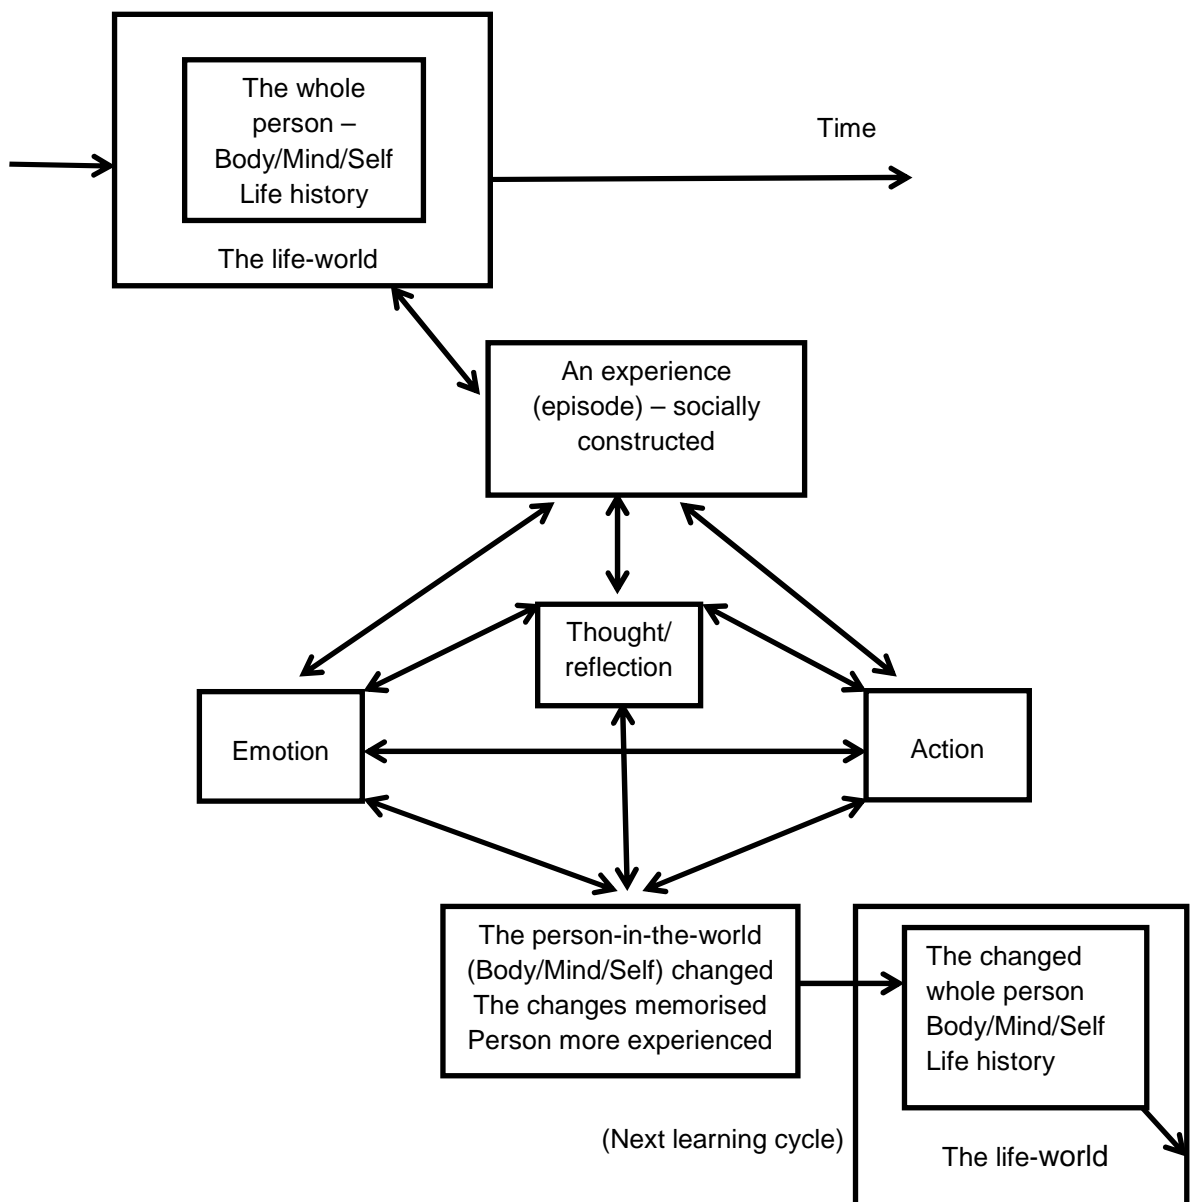 The whole
person –
Body/Mind/Self
Life history
The life-world
Time
An experience
(episode) – socially
constructed
Thought/
reflection
Emotion
Action
The person-in-the-world
(Body/Mind/Self) changed
The changes memorised
Person more experienced
The changed
whole person
Body/Mind/Self
Life history
(Next learning cycle)
The life-world